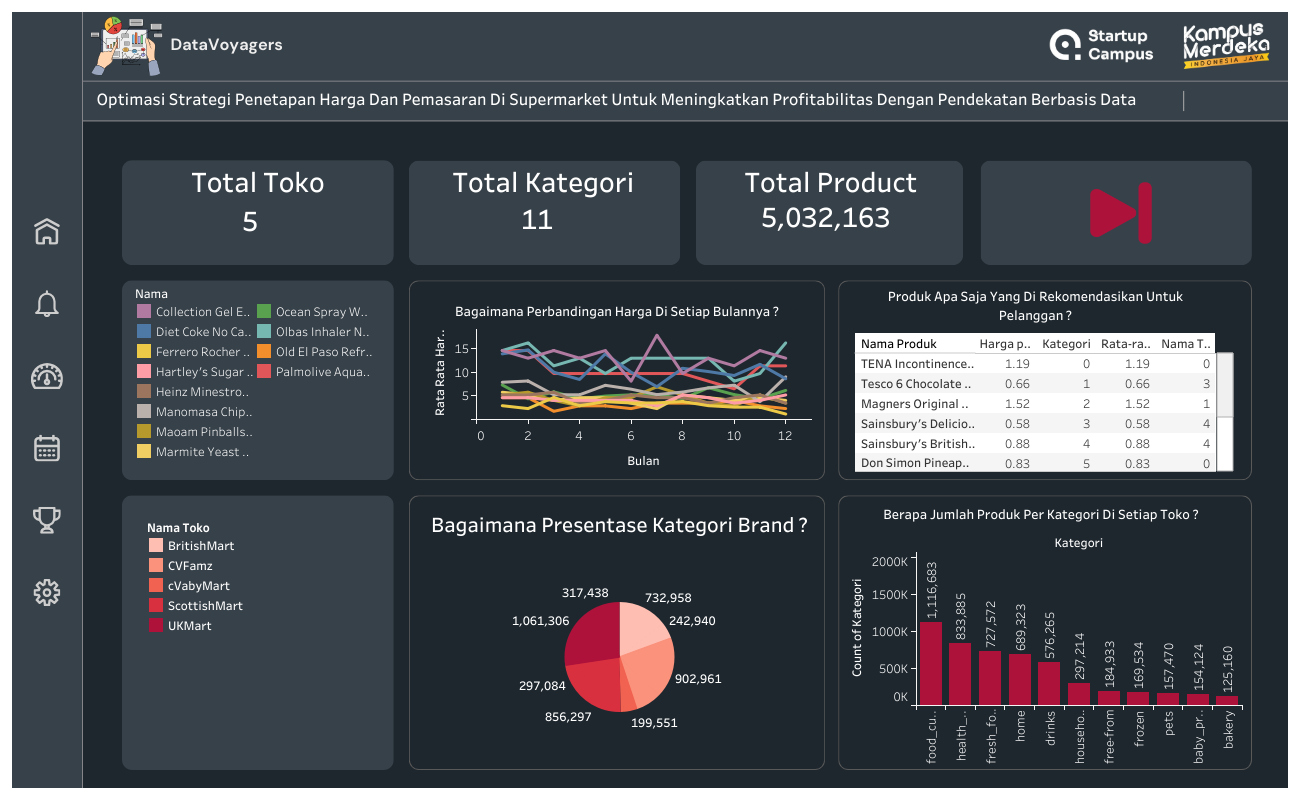 DataVoyagers
Startup
Campus
Kampus
Merdeka
INDONESIA JAYA
Optimasi Strategi Penetapan Harga Dan Pemasaran Di Supermarket Untuk Meningkatkan Profitabilitas Dengan Pendekatan Berbasis Data
Total Toko
5
Total Kategori
11
Total Product
5,032,163
Nama
Collection Gel E.. Ocean Spray W..
Diet Coke No Ca.. Olbas Inhaler N..
Ferrero Rocher .. Old El Paso Refr..
Hartley's Sugar .. Palmolive Aqua..
Heinz Minestro..
Manomasa Chip..
Maoam Pinballs..
Marmite Yeast ..
Bagaimana Perbandingan Harga Di Setiap Bulannya ?
Rata Rata Har..
15
10
5
0 2 4 6 8 10 12
Bulan
Produk Apa Saja Yang Di Rekomendasikan Untuk
Pelanggan ?
Nama Produk Harga p.. Kategori Rata-ra.. Nama T..
TENA Incontinence.. 1.19 0 1.19 0
Tesco 6 Chocolate .. 0.66 1 0.66 3
Magners Original .. 1.52 2 1.52 1
Sainsbury's Delicio.. 0.58 3 0.58 4
Sainsbury's British.. 0.88 4 0.88 4
Don Simon Pineap.. 0.83 5 0.83 0
Nama Toko
BritishMart
CVFamz
cVabyMart
ScottishMart
UKMart
Bagaimana Presentase Kategori Brand ?
317,438 732,958
1,061,306 242,940
297,084 902,961
856,297 199,551
Berapa Jumlah Produk Per Kategori Di Setiap Toko ?
Kategori
Count of Kategori
2000K
1500K
1000K
500K
0K
1,116,683 833,885 727,572 689,323 576,265 297,214 184,933 169,534 157,470 154,124 125,160
food_cu.. health_.. fresh_fo.. home drinks househo.. free-from frozen pets baby_pr.. bakery